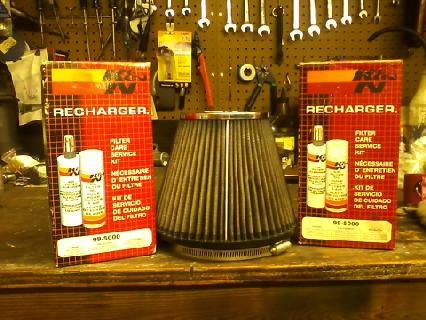 K&N
RECHARGER
FILTER
CARE
SERVICE
KIT
NÉCESSAIRE
D'ENTRETIEN
DU FILTRE
KIT DE
SERVICIO
DE CUIDADO
DEL FILTRO
99-5000
K&N
RECHARGER
FILTER
CARE
SERVICE
KIT
NÉCESSAIRE
D'ENTRETIEN
DU FILTRE
KIT DE
SERVICIO
DE CUIDADO
DEL FILTRO
99-5000